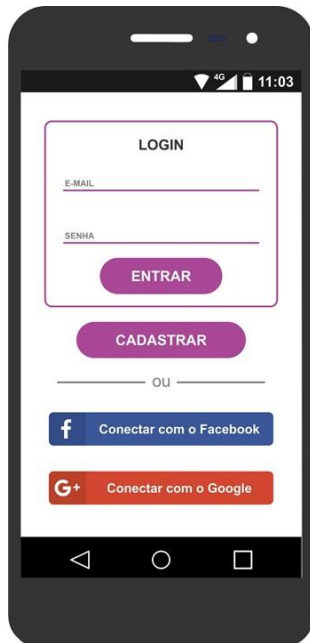 4G 11:03
LOGIN
E-MAIL
SENHA
ENTRAR
CADASTRAR
ou
f Conectar com o Facebook
G+ Conectar com o Google